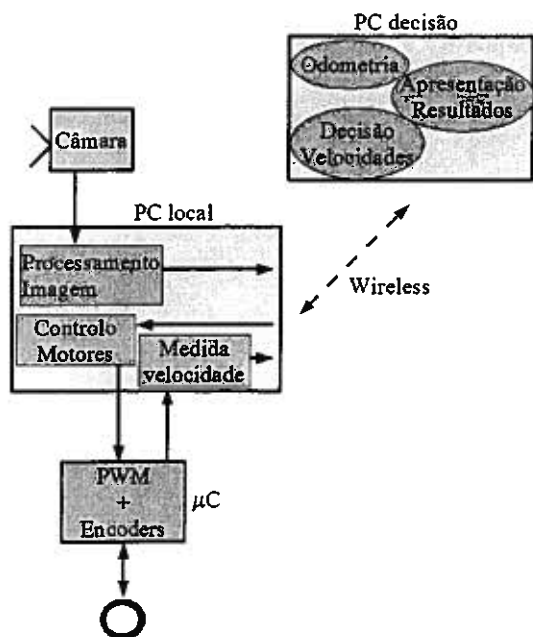 PC decisão
Odometria
Apresentação
Resultados
Decisão
Velocidades
Câmara
PC local
Processamento
Imagem
Wireless
Controlo
Motores
Medida
velocidade
PWM
+
Encoders
μC